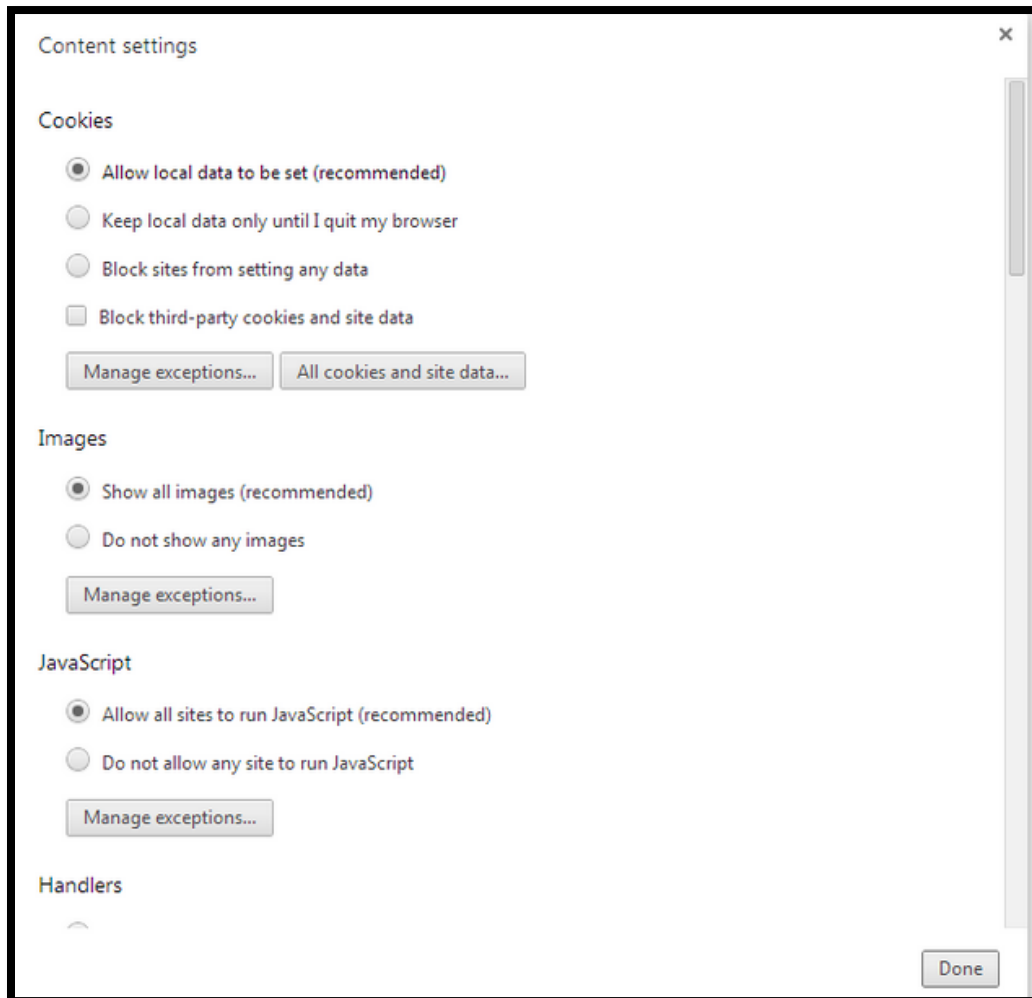 Content settings
×
Cookies
Allow local data to be set (recommended)
Keep local data only until I quit my browser
Block sites from setting any data
Block third-party cookies and site data
Manage exceptions... All cookies and site data...
Images
Show all images (recommended)
Do not show any images
Manage exceptions...
JavaScript
Allow all sites to run JavaScript (recommended)
Do not allow any site to run JavaScript
Manage exceptions...
Handlers
Done